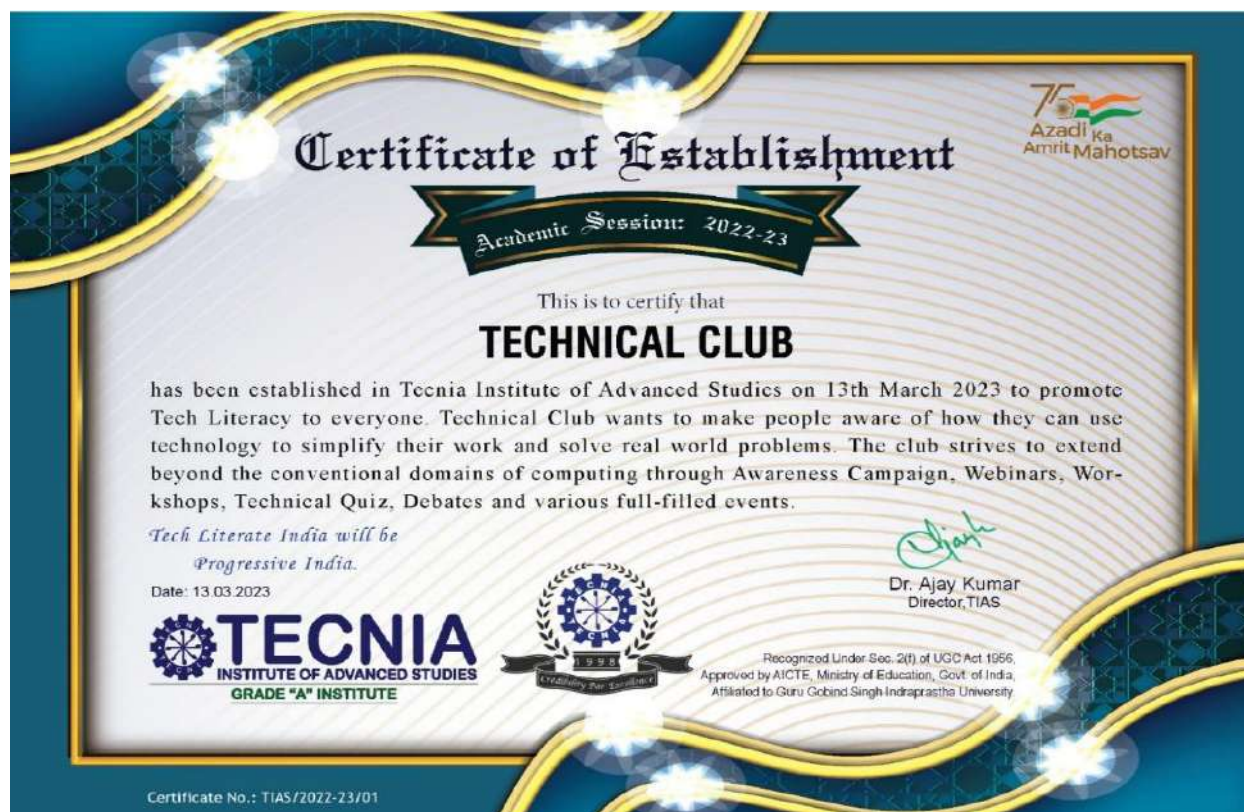 75
Azadi Ka
Amrit Mahotsav
Certificate of Establishment
Academic Session: 2022-23
This is to certify that
TECHNICAL CLUB
has been established in Tecnia Institute of Advanced Studies on 13th March 2023 to promote
Tech Literacy to everyone. Technical Club wants to make people aware of how they can use
technology to simplify their work and solve real world problems. The club strives to extend
beyond the conventional domains of computing through Awareness Campaign, Webinars, Wor-
kshops, Technical Quiz, Debates and various full-filled events.
Tech Literate India will be
Progressive India.
Date: 13.03.2023
Dr. Ajay Kumar
Director,TIAS
TECNIA
INSTITUTE OF ADVANCED STUDIES
GRADE "A" INSTITUTE
TECNIA
1998
Credibility For Excellence
Recognized Under Sec. 2(f) of UGC Act 1956,
Approved by AICTE, Ministry of Education, Govt. of India,
Affiliated to Guru Gobind Singh Indraprastha University
Certificate No.: TIAS/2022-23/01